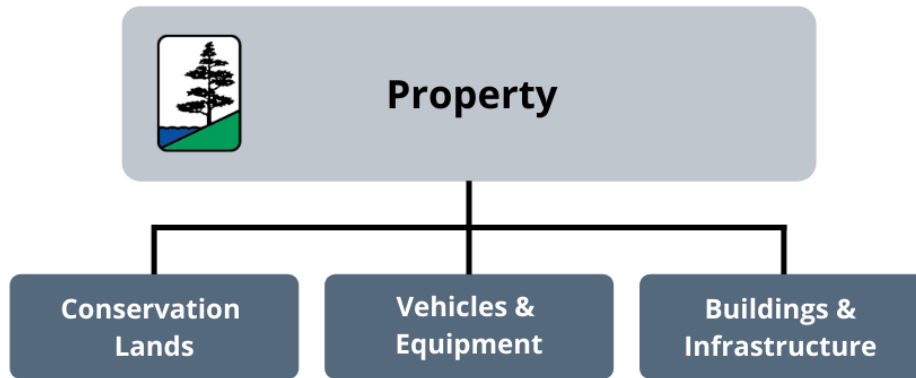 Property
Conservation
Lands
Vehicles &
Equipment
Buildings &
Infrastructure